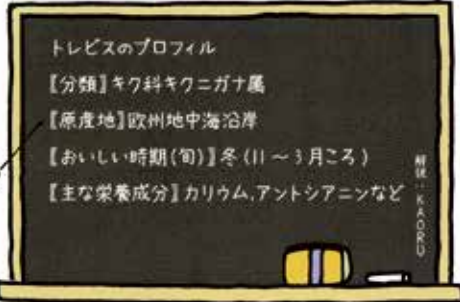 トレビスのプロフィル
【分類】キク科キクニガナ属
【原産地】欧州地中海沿岸
【おいしい時期(旬)】冬(11～3月ころ)
【主な栄養成分】カリウム,アントシアニンなど
解説：KAORU